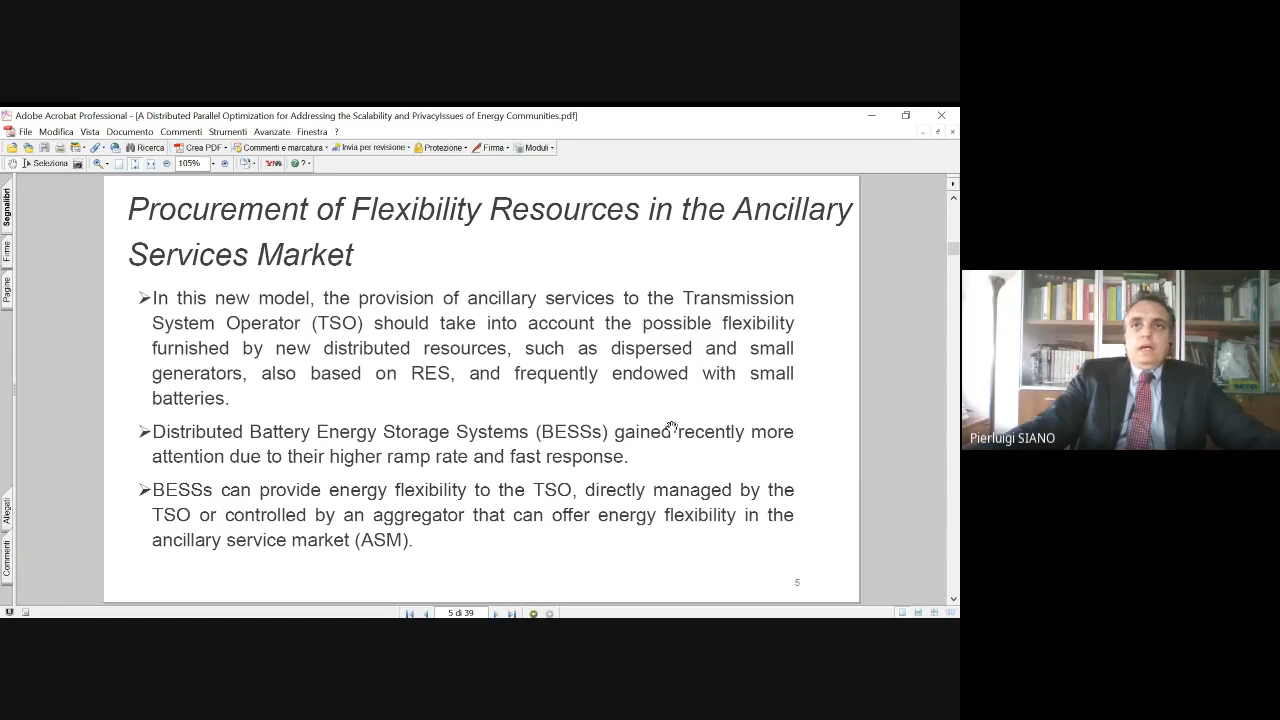 Adobe Acrobat Professional - [A Distributed Parallel Optimization for Addressing the Scalability and PrivacyIssues of Energy Communities.pdf]
File Modifica Vista Documento Commenti Strumenti Avanzate Finestra ?
Ricerca Crea PDF Commenti e marcatura Invia per revisione Protezione Firma Moduli
Seleziona 105% ?
Segnalibri
Firme
Pagine
Allegati
Commenti
Procurement of Flexibility Resources in the Ancillary
Services Market
➢In this new model, the provision of ancillary services to the Transmission
System Operator (TSO) should take into account the possible flexibility
furnished by new distributed resources, such as dispersed and small
generators, also based on RES, and frequently endowed with small
batteries.
➢Distributed Battery Energy Storage Systems (BESSs) gained recently more
attention due to their higher ramp rate and fast response.
➢BESSs can provide energy flexibility to the TSO, directly managed by the
TSO or controlled by an aggregator that can offer energy flexibility in the
ancillary service market (ASM).
5
5 di 39
Pierluigi SIANO